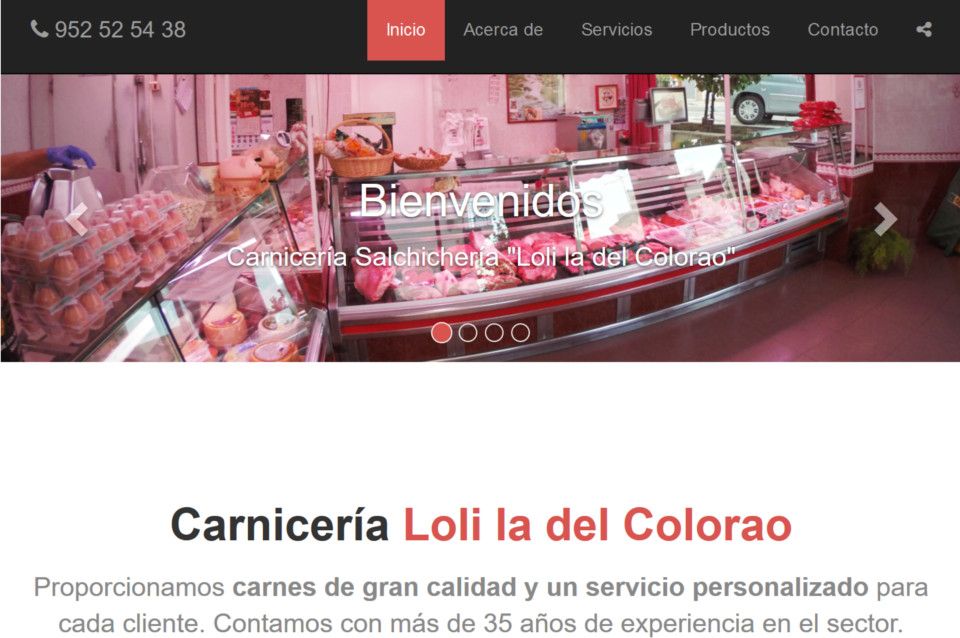 952 52 54 38
Inicio
Acerca de
Servicios
Productos
Contacto
Bienvenidos
Carnicería Salchichería "Loli la del Colorao"
Carnicería Loli la del Colorao
Proporcionamos carnes de gran calidad y un servicio personalizado para
cada cliente. Contamos con más de 35 años de experiencia en el sector.